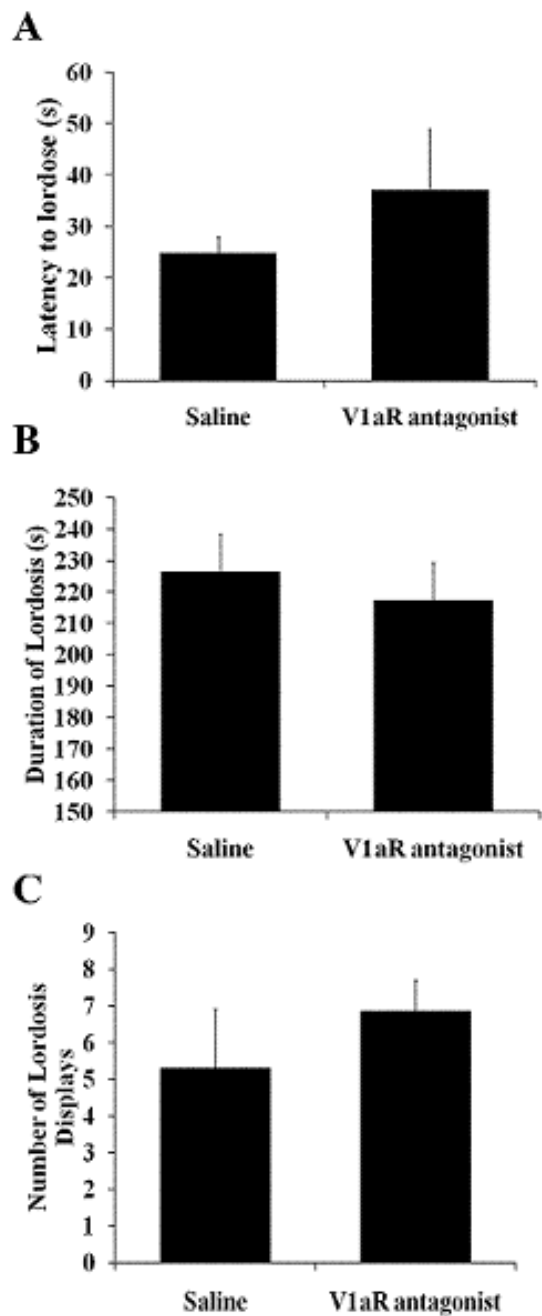 A
Latency to lordose (s)
60
50
40
30
20
10
0
Saline V1aR antagonist
B
Duration of Lordosis (s)
250
240
230
220
210
200
190
180
170
160
150
Saline V1aR antagonist
C
Number of Lordosis
Displays
9
8
7
6
5
4
3
2
1
0
Saline V1aR antagonist